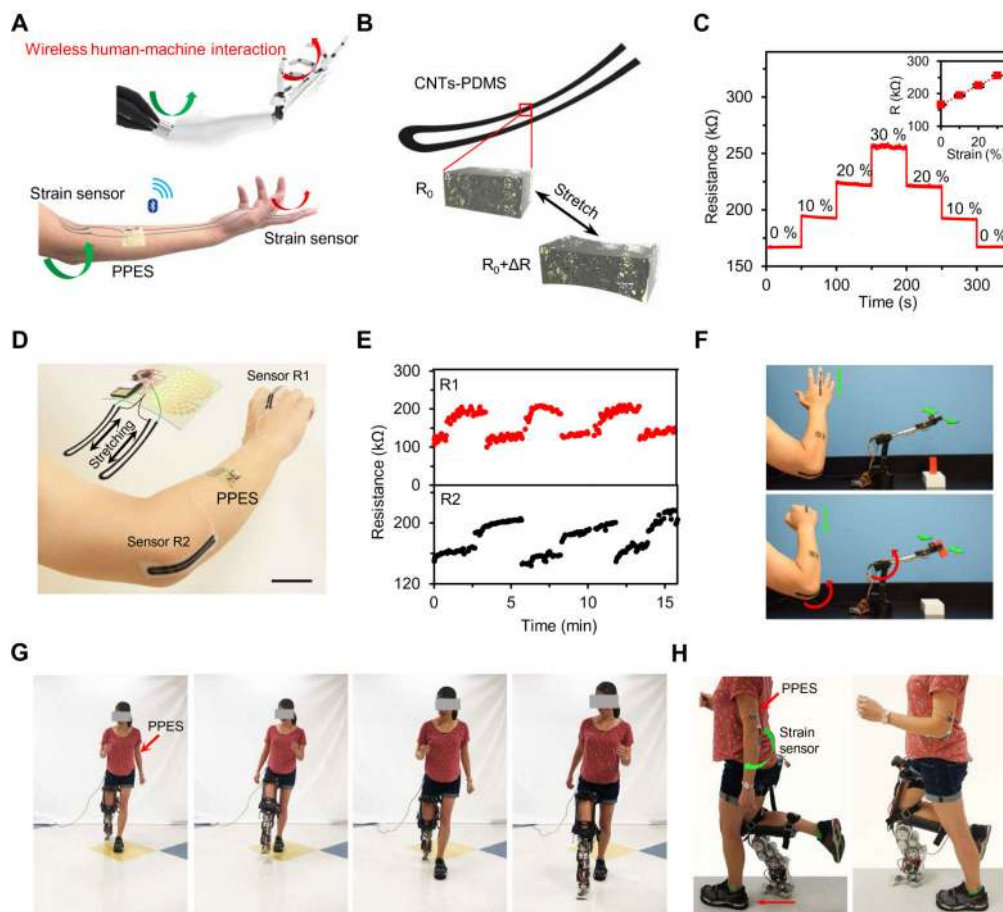 A
Wireless human-machine interaction
Strain sensor
PPES
Strain sensor
B
CNTs-PDMS
R0
Stretch
R0+ΔR
C
Resistance (kΩ)
300
250
200
150
0 %
10 %
20 %
30 %
20 %
10 %
0 %
0
100
200
300
Time (s)
R (kΩ)
300
200
100
0
20
Strain (%)
D
Sensor R1
Stretching
PPES
Sensor R2
E
Resistance (kΩ)
R1
300
200
100
0
R2
200
120
0
5
10
15
Time (min)
F
G
PPES
H
PPES
Strain
sensor